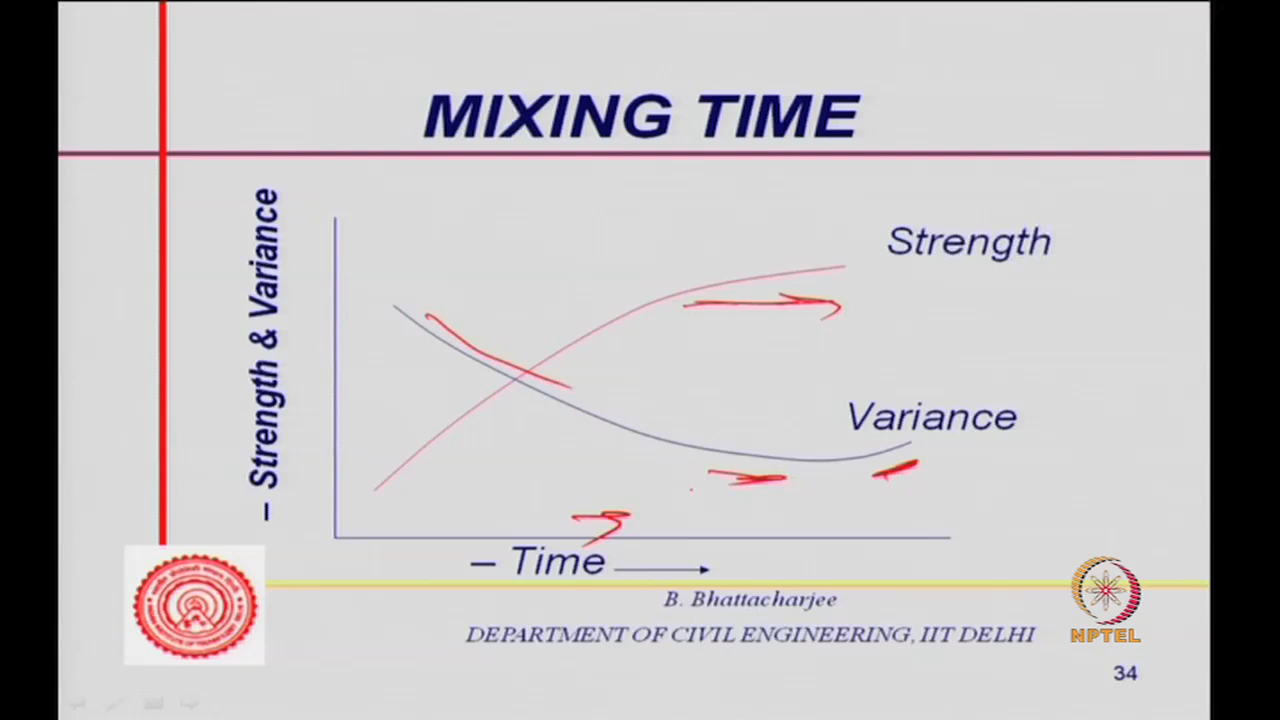 MIXING TIME
– Strength & Variance
Strength
Variance
– Time
B. Bhattacharjee
DEPARTMENT OF CIVIL ENGINEERING, IIT DELHI
NPTEL
34